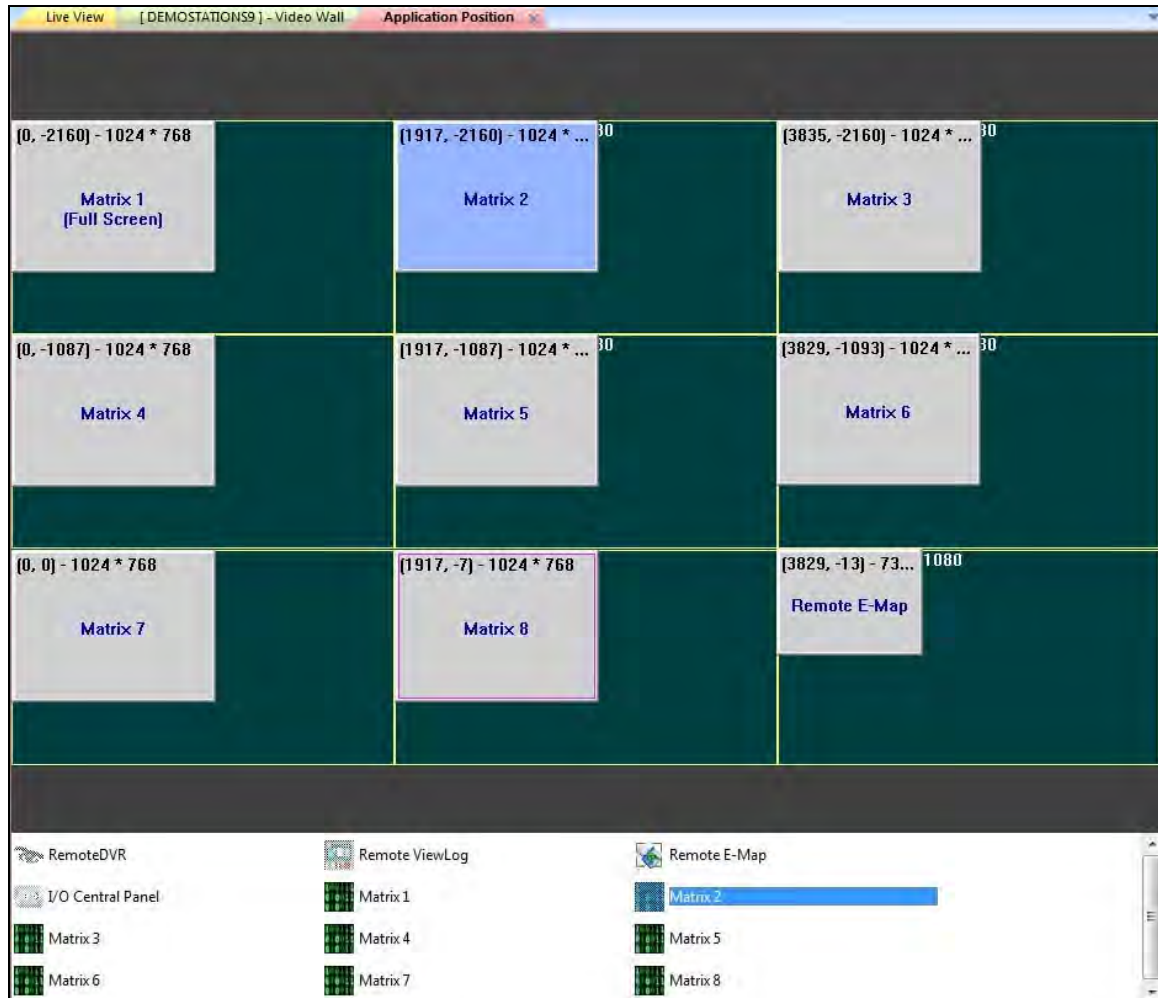 Live View [ DEMOSTATIONS9 ] - Video Wall Application Position
(0, -2160) - 1024 * 768
Matrix 1
(Full Screen)
(1917, -2160) - 1024 * ...
Matrix 2
(3835, -2160) - 1024 * ...
Matrix 3
(0, -1087) - 1024 * 768
Matrix 4
(1917, -1087) - 1024 * ...
Matrix 5
(3829, -1093) - 1024 * ...
Matrix 6
(0, 0) - 1024 * 768
Matrix 7
(1917, -7) - 1024 * 768
Matrix 8
(3829, -13) - 73... 1080
Remote E-Map
RemoteDVR Remote ViewLog Remote E-Map
I/O Central Panel Matrix 1 Matrix 2
Matrix 3 Matrix 4 Matrix 5
Matrix 6 Matrix 7 Matrix 8